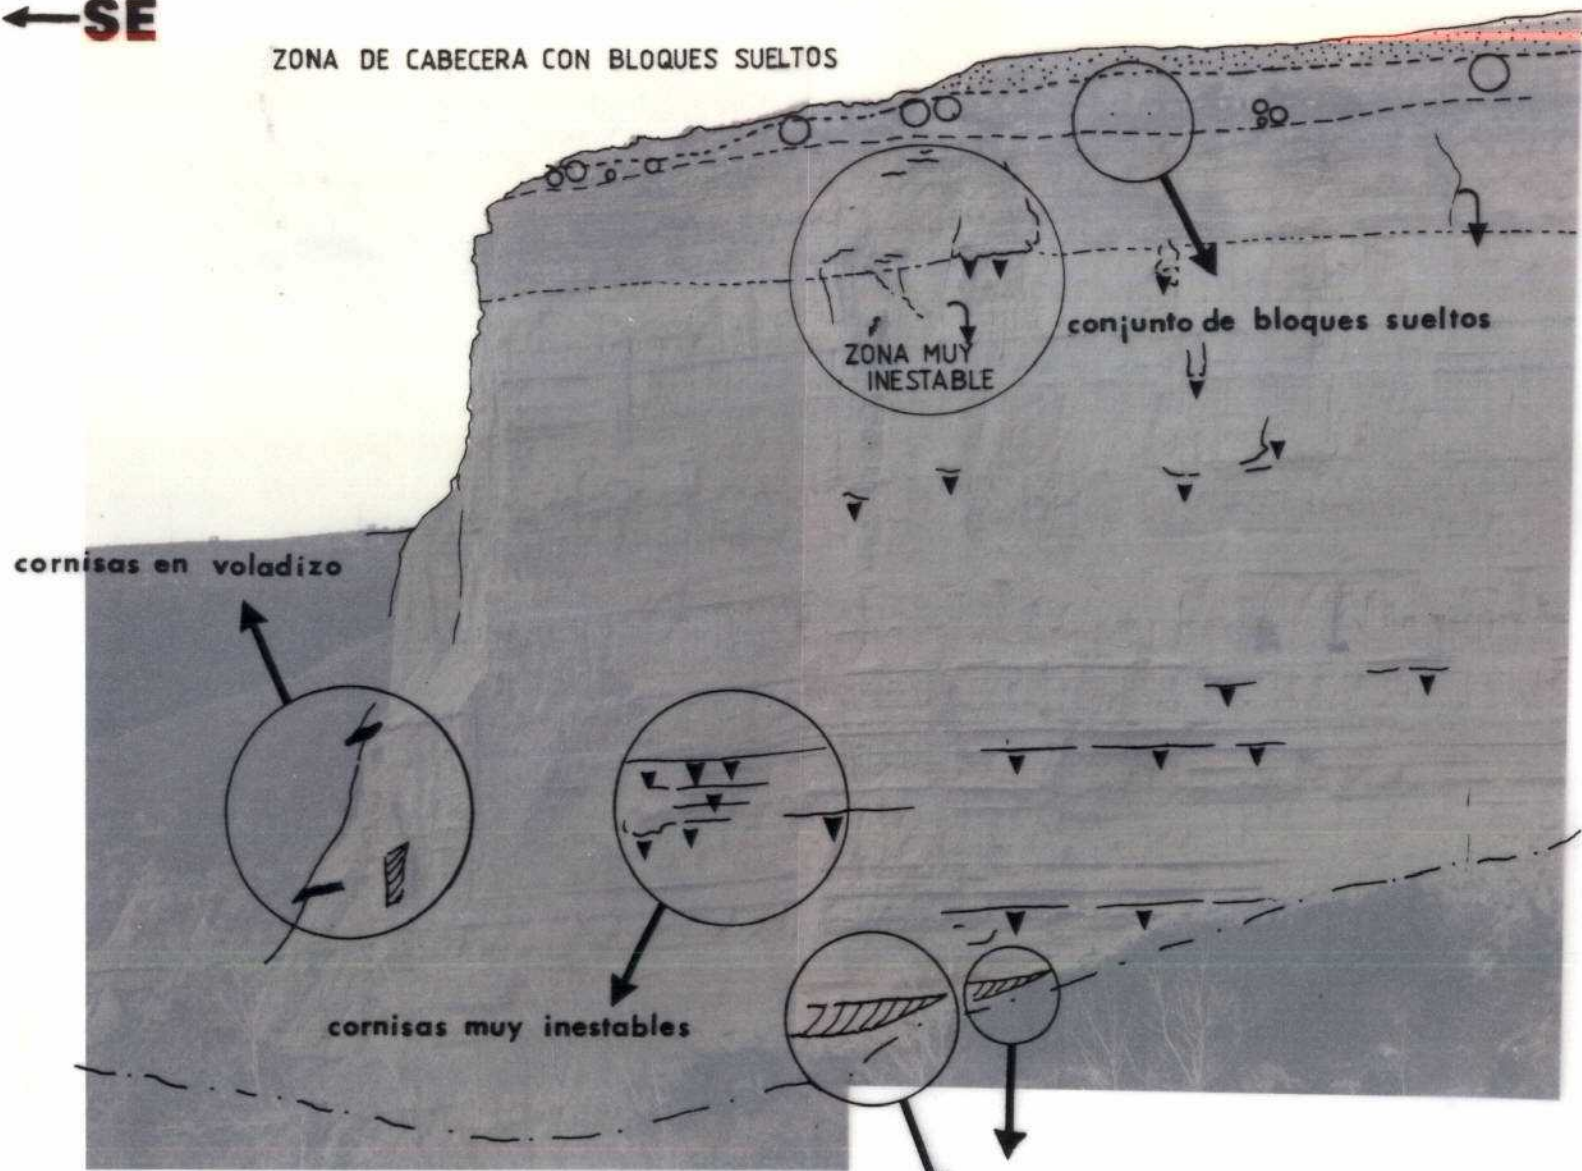 SE
ZONA DE CABECERA CON BLOQUES SUELTOS
conjunto de bloques sueltos
ZONA MUY
INESTABLE
cornisas en voladizo
cornisas muy inestables